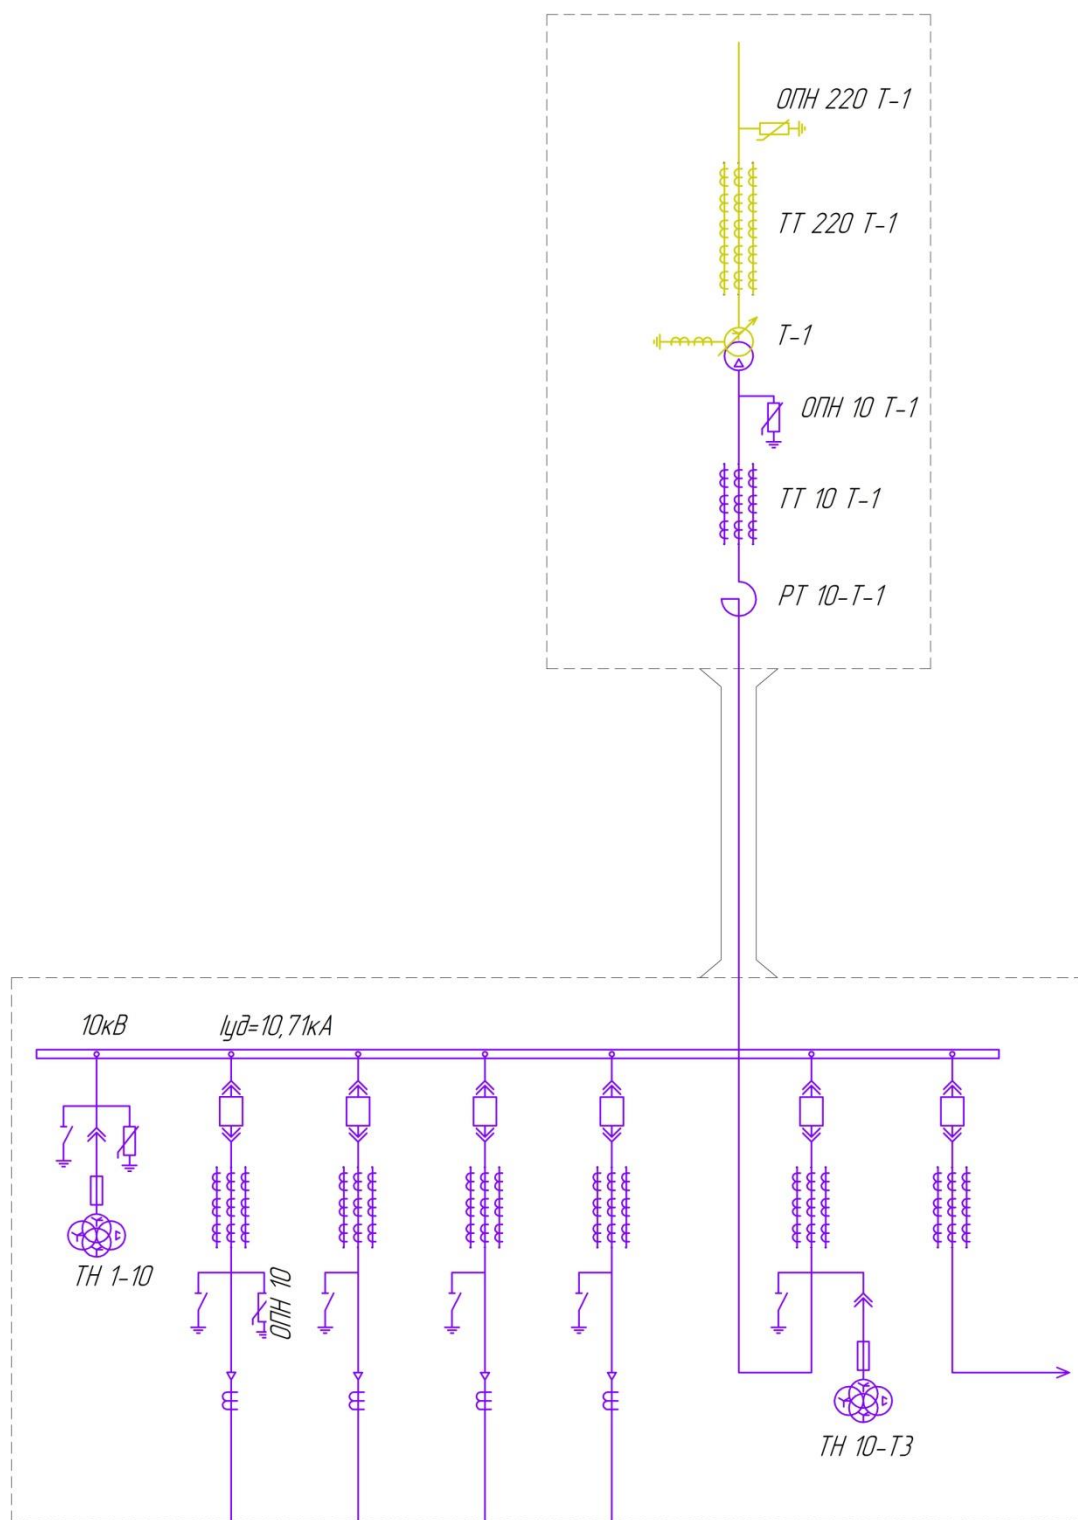 ОПН 220 Т-1
ТТ 220 Т-1
Т-1
ОПН 10 Т-1
ТТ 10 Т-1
РТ 10-Т-1
10кВ
Iуд=10,71кА
ТН 1-10
ОПН 10
ТН 10-Т3